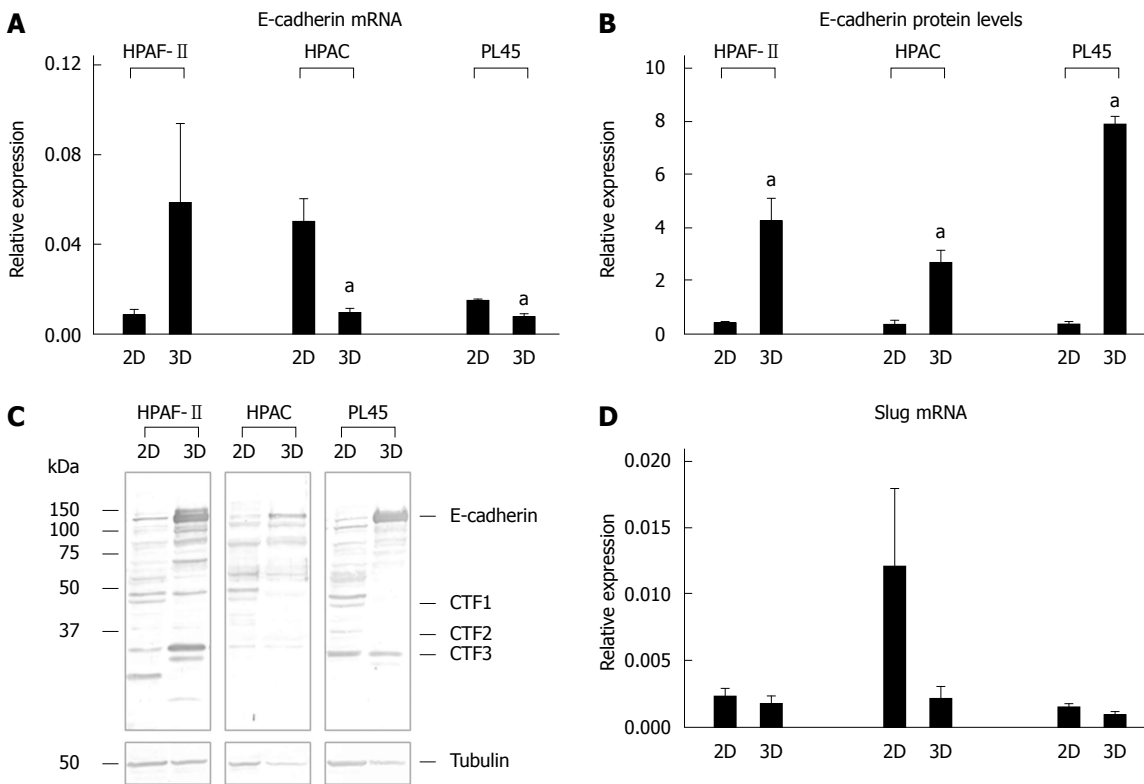 A
E-cadherin mRNA
HPAF-Ⅱ HPAC PL45
Relative expression
0.12
0.08
0.04
0.00
a a
2D 3D 2D 3D 2D 3D
B
E-cadherin protein levels
HPAF-Ⅱ HPAC PL45
Relative expression
10
8
6
4
2
0
a a a
2D 3D 2D 3D 2D 3D
C
HPAF-Ⅱ HPAC PL45
2D 3D 2D 3D 2D 3D
kDa
150
100
75
50
37
50
E-cadherin
CTF1
CTF2
CTF3
Tubulin
D
Slug mRNA
Relative expression
0.020
0.015
0.010
0.005
0.000
2D 3D 2D 3D 2D 3D